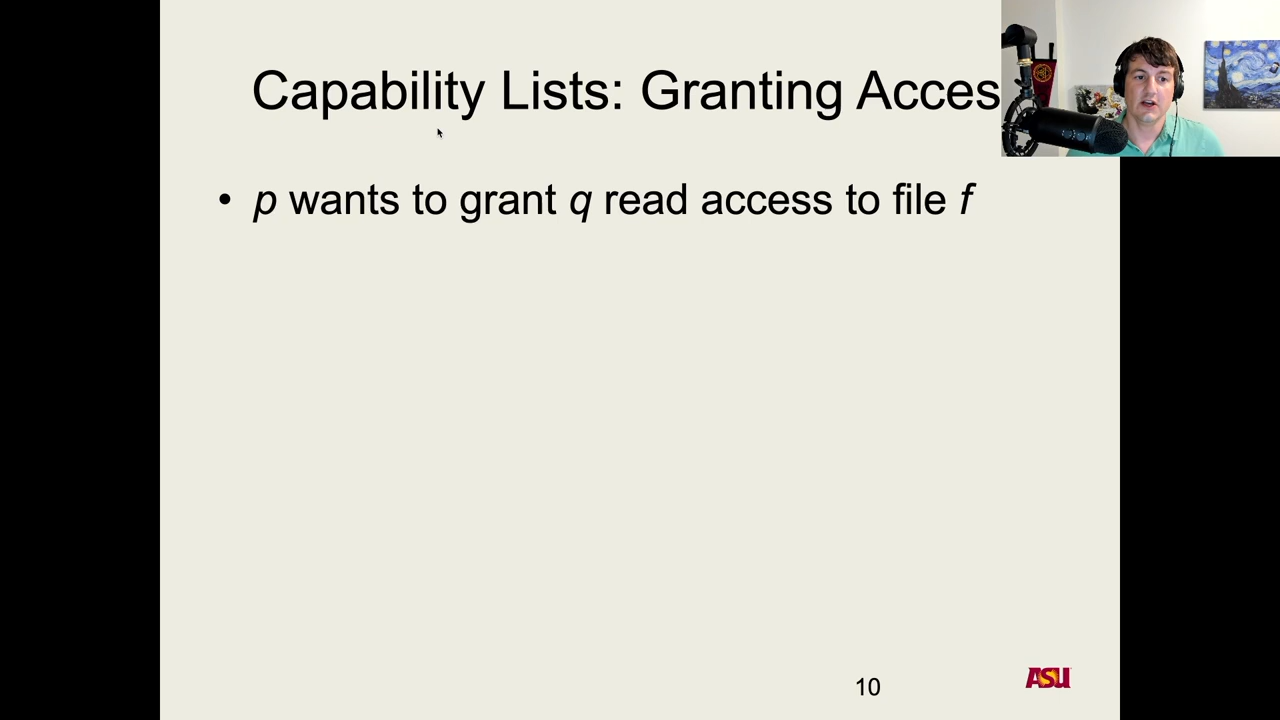 Capability Lists: Granting Acces
• p wants to grant q read access to file f
10
ASU